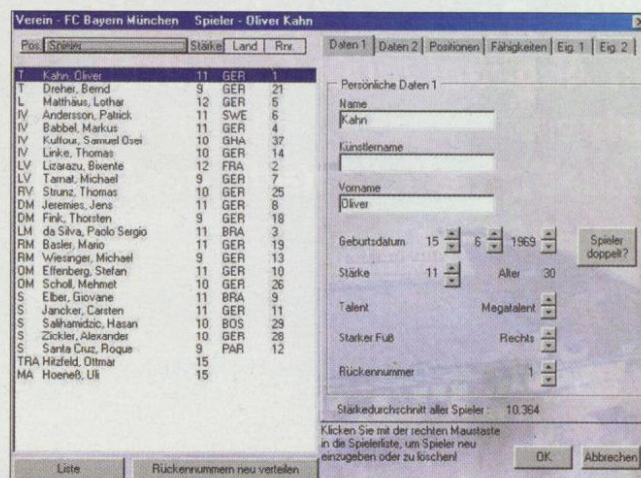 Verein - FC Bayern München Spieler - Oliver Kahn
Pos. Spieler Stärke Land Rnr.
T Kahn, Oliver 11 GER 1
T Dreher, Bernd 9 GER 21
L Matthäus, Lothar 12 GER 5
IV Andersson, Patrick 11 SWE 6
IV Babbel, Markus 11 GER 4
IV Kuffour, Samuel Osei 10 GHA 37
IV Linke, Thomas 10 GER 14
LV Lizarazu, Bixente 12 FRA 2
LV Tarnat, Michael 9 GER 7
RV Strunz, Thomas 10 GER 25
DM Jeremies, Jens 11 GER 8
DM Fink, Thorsten 9 GER 18
LM da Silva, Paolo Sergio 11 BRA 3
RM Basler, Mario 11 GER 19
RM Wiesinger, Michael 9 GER 13
OM Effenberg, Stefan 11 GER 10
OM Scholl, Mehmet 10 GER 26
S Elber, Giovane 11 BRA 9
S Jancker, Carsten 11 GER 11
S Salihamidzic, Hasan 10 BOS 29
S Zickler, Alexander 10 GER 28
S Santa Cruz, Roque 9 PAR 12
TRA Hitzfeld, Ottmar 15
MA Hoeneß, Uli 15
Liste Rückennummern neu verteilen
Daten 1 Daten 2 Positionen Fähigkeiten Eig. 1 Eig. 2
Persönliche Daten 1
Name
Kahn
Künstlername
Vorname
Oliver
Geburtsdatum 15 6 1969
Spieler
doppelt?
Stärke 11 Alter 30
Talent Megatalent
Starker Fuß Rechts
Rückennummer 1
Stärkedurchschnitt aller Spieler : 10.364
Klicken Sie mit der rechten Maustaste
in die Spielerliste, um Spieler neu
einzugeben oder zu löschen!
OK Abbrechen